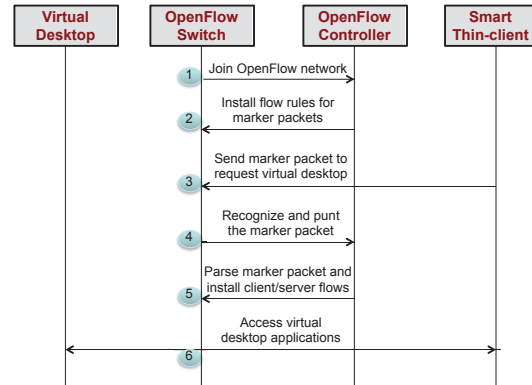 Virtual
Desktop
OpenFlow
Switch
OpenFlow
Controller
Smart
Thin-client
1
Join OpenFlow network
2
Install flow rules for
marker packets
3
Send marker packet to
request virtual desktop
4
Recognize and punt
the marker packet
5
Parse marker packet and
install client/server flows
6
Access virtual
desktop applications